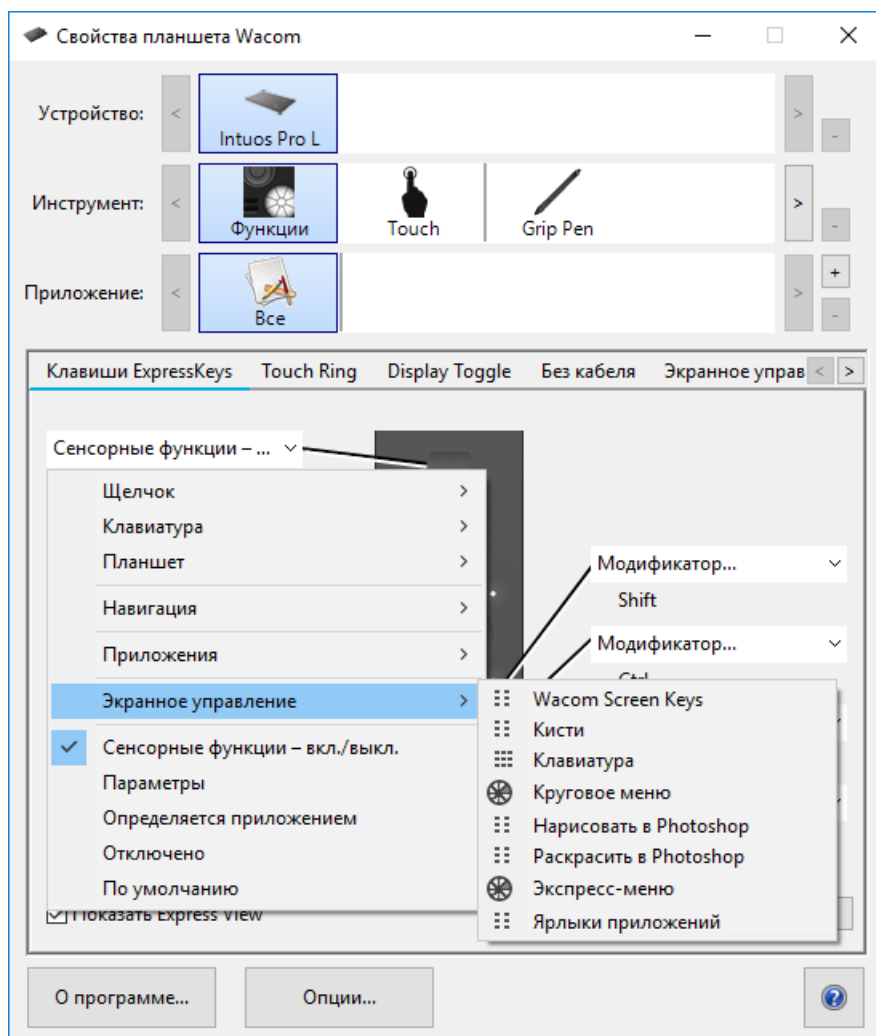 Свойства планшета Wacom
Устройство:
Intuos Pro L
Инструмент:
Функции
Touch
Grip Pen
Приложение:
Все
Клавиши ExpressKeys
Touch Ring
Display Toggle
Без кабеля
Экранное управ
Сенсорные функции – ...
Щелчок
Клавиатура
Планшет
Навигация
Приложения
Экранное управление
Сенсорные функции – вкл./выкл.
Параметры
Определяется приложением
Отключено
По умолчанию
Модификатор...
Shift
Модификатор...
Ctrl
Wacom Screen Keys
Кисти
Клавиатура
Круговое меню
Нарисовать в Photoshop
Раскрасить в Photoshop
Экспресс-меню
Ярлыки приложений
Показать Express View
О программе...
Опции...